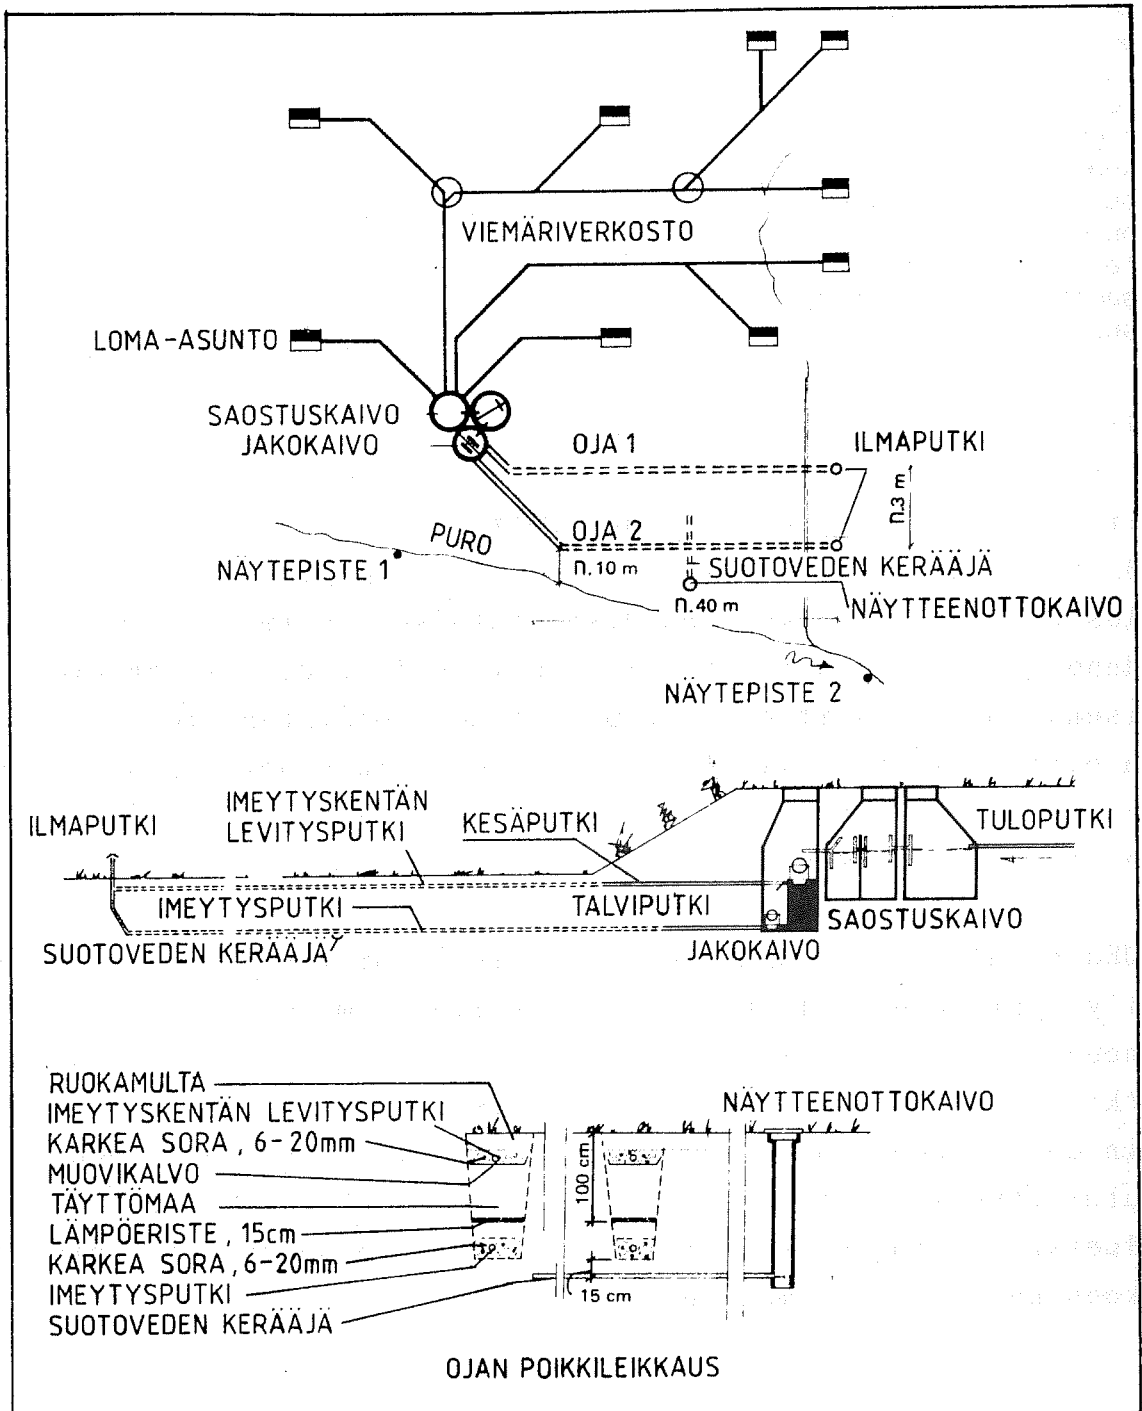 VIEMÄRIVERKOSTO
LOMA-ASUNTO
SAOSTUSKAIVO
JAKOKAIVO
OJA 1
ILMAPUTKI
n.3 m
PURO
OJA 2
NÄYTEPISTE 1
n.10 m
SUOTOVEDEN KERÄÄJÄ
n.40 m
NÄYTTEENOTTOKAIVO
NÄYTEPISTE 2
ILMAPUTKI
IMEYTYSKENTÄN
LEVITYSPUTKI
KESÄPUTKI
TULOPUTKI
IMEYTYSPUTKI
TALVIPUTKI
SAOSTUSKAIVO
SUOTOVEDEN KERÄÄJÄ
JAKOKAIVO
RUOKAMULTA
IMEYTYSKENTÄN LEVITYSPUTKI
KARKEA SORA, 6-20mm
MUOVIKALVO
TÄYTTÖMAA
LÄMPÖERISTE, 15cm
KARKEA SORA, 6-20mm
IMEYTYSPUTKI
SUOTOVEDEN KERÄÄJÄ
NÄYTTEENOTTOKAIVO
100 cm
15 cm
OJAN POIKKILEIKKAUS